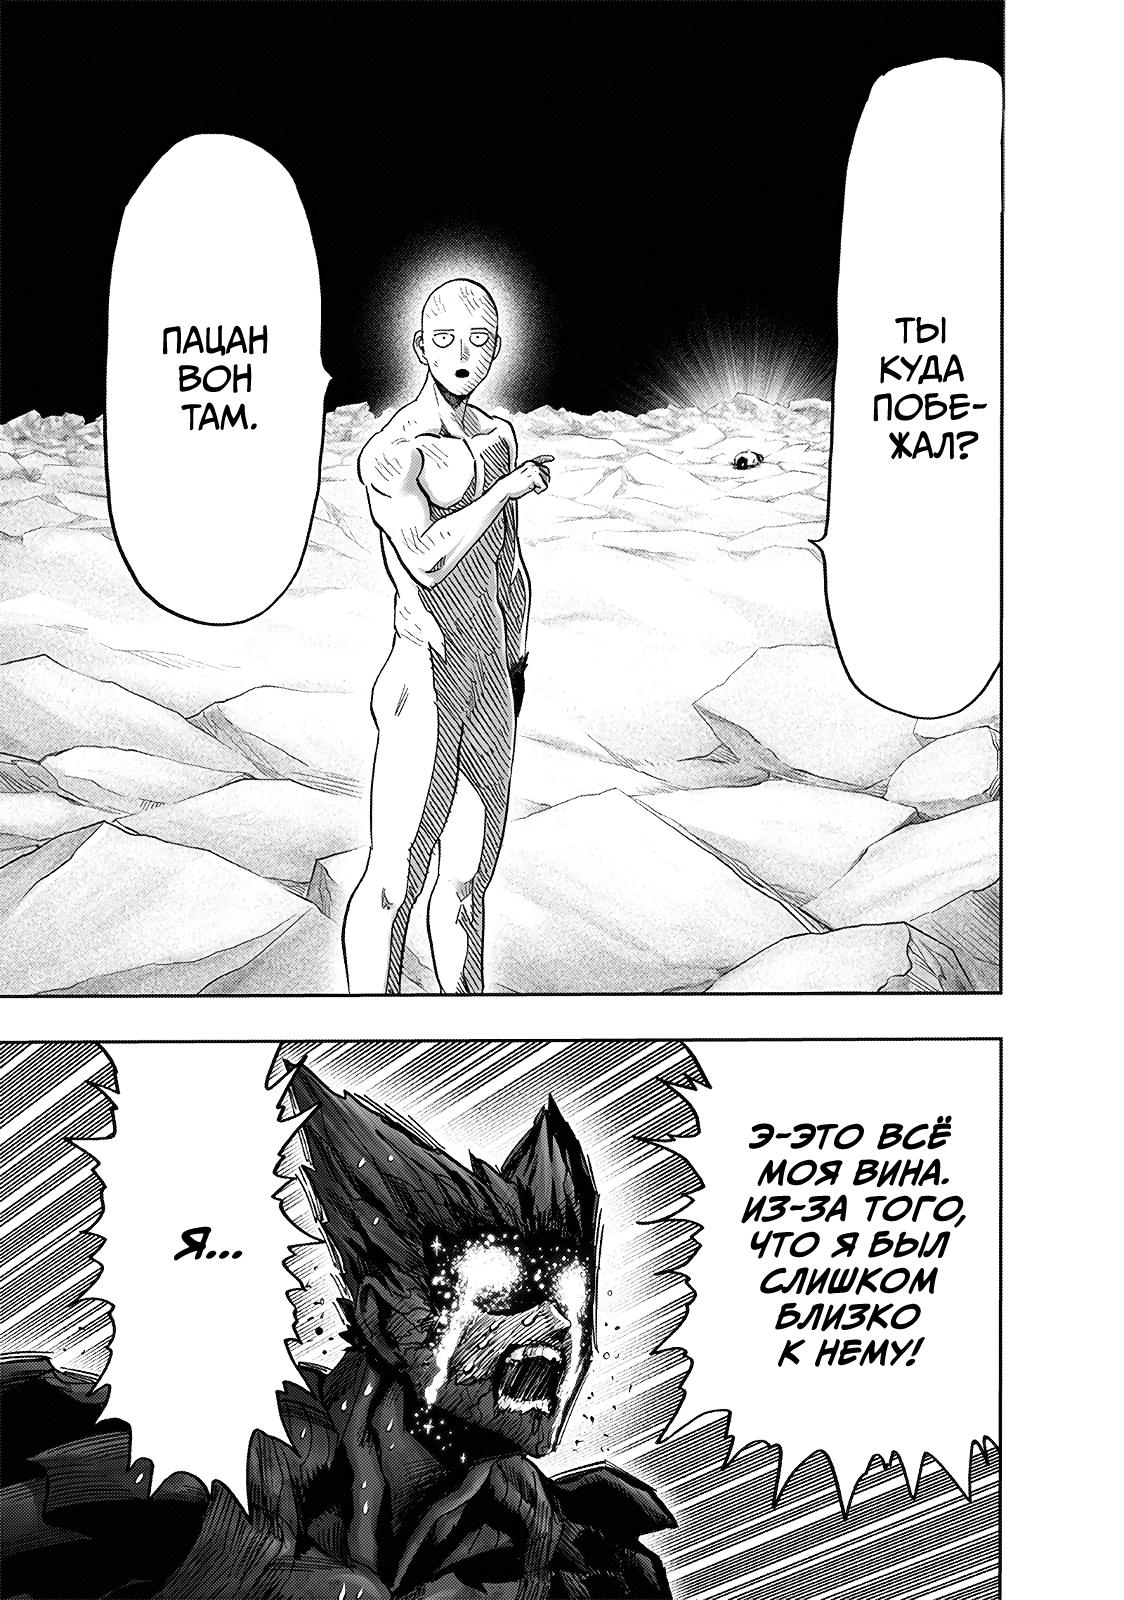 ТЫ
КУДА
ПОБЕ-
ЖАЛ?
ПАЦАН
ВОН
ТАМ.
Э-ЭТО ВСЁ
МОЯ ВИНА.
ИЗ-ЗА ТОГО,
ЧТО Я БЫЛ
СЛИШКОМ
БЛИЗКО
К НЕМУ!
Я...